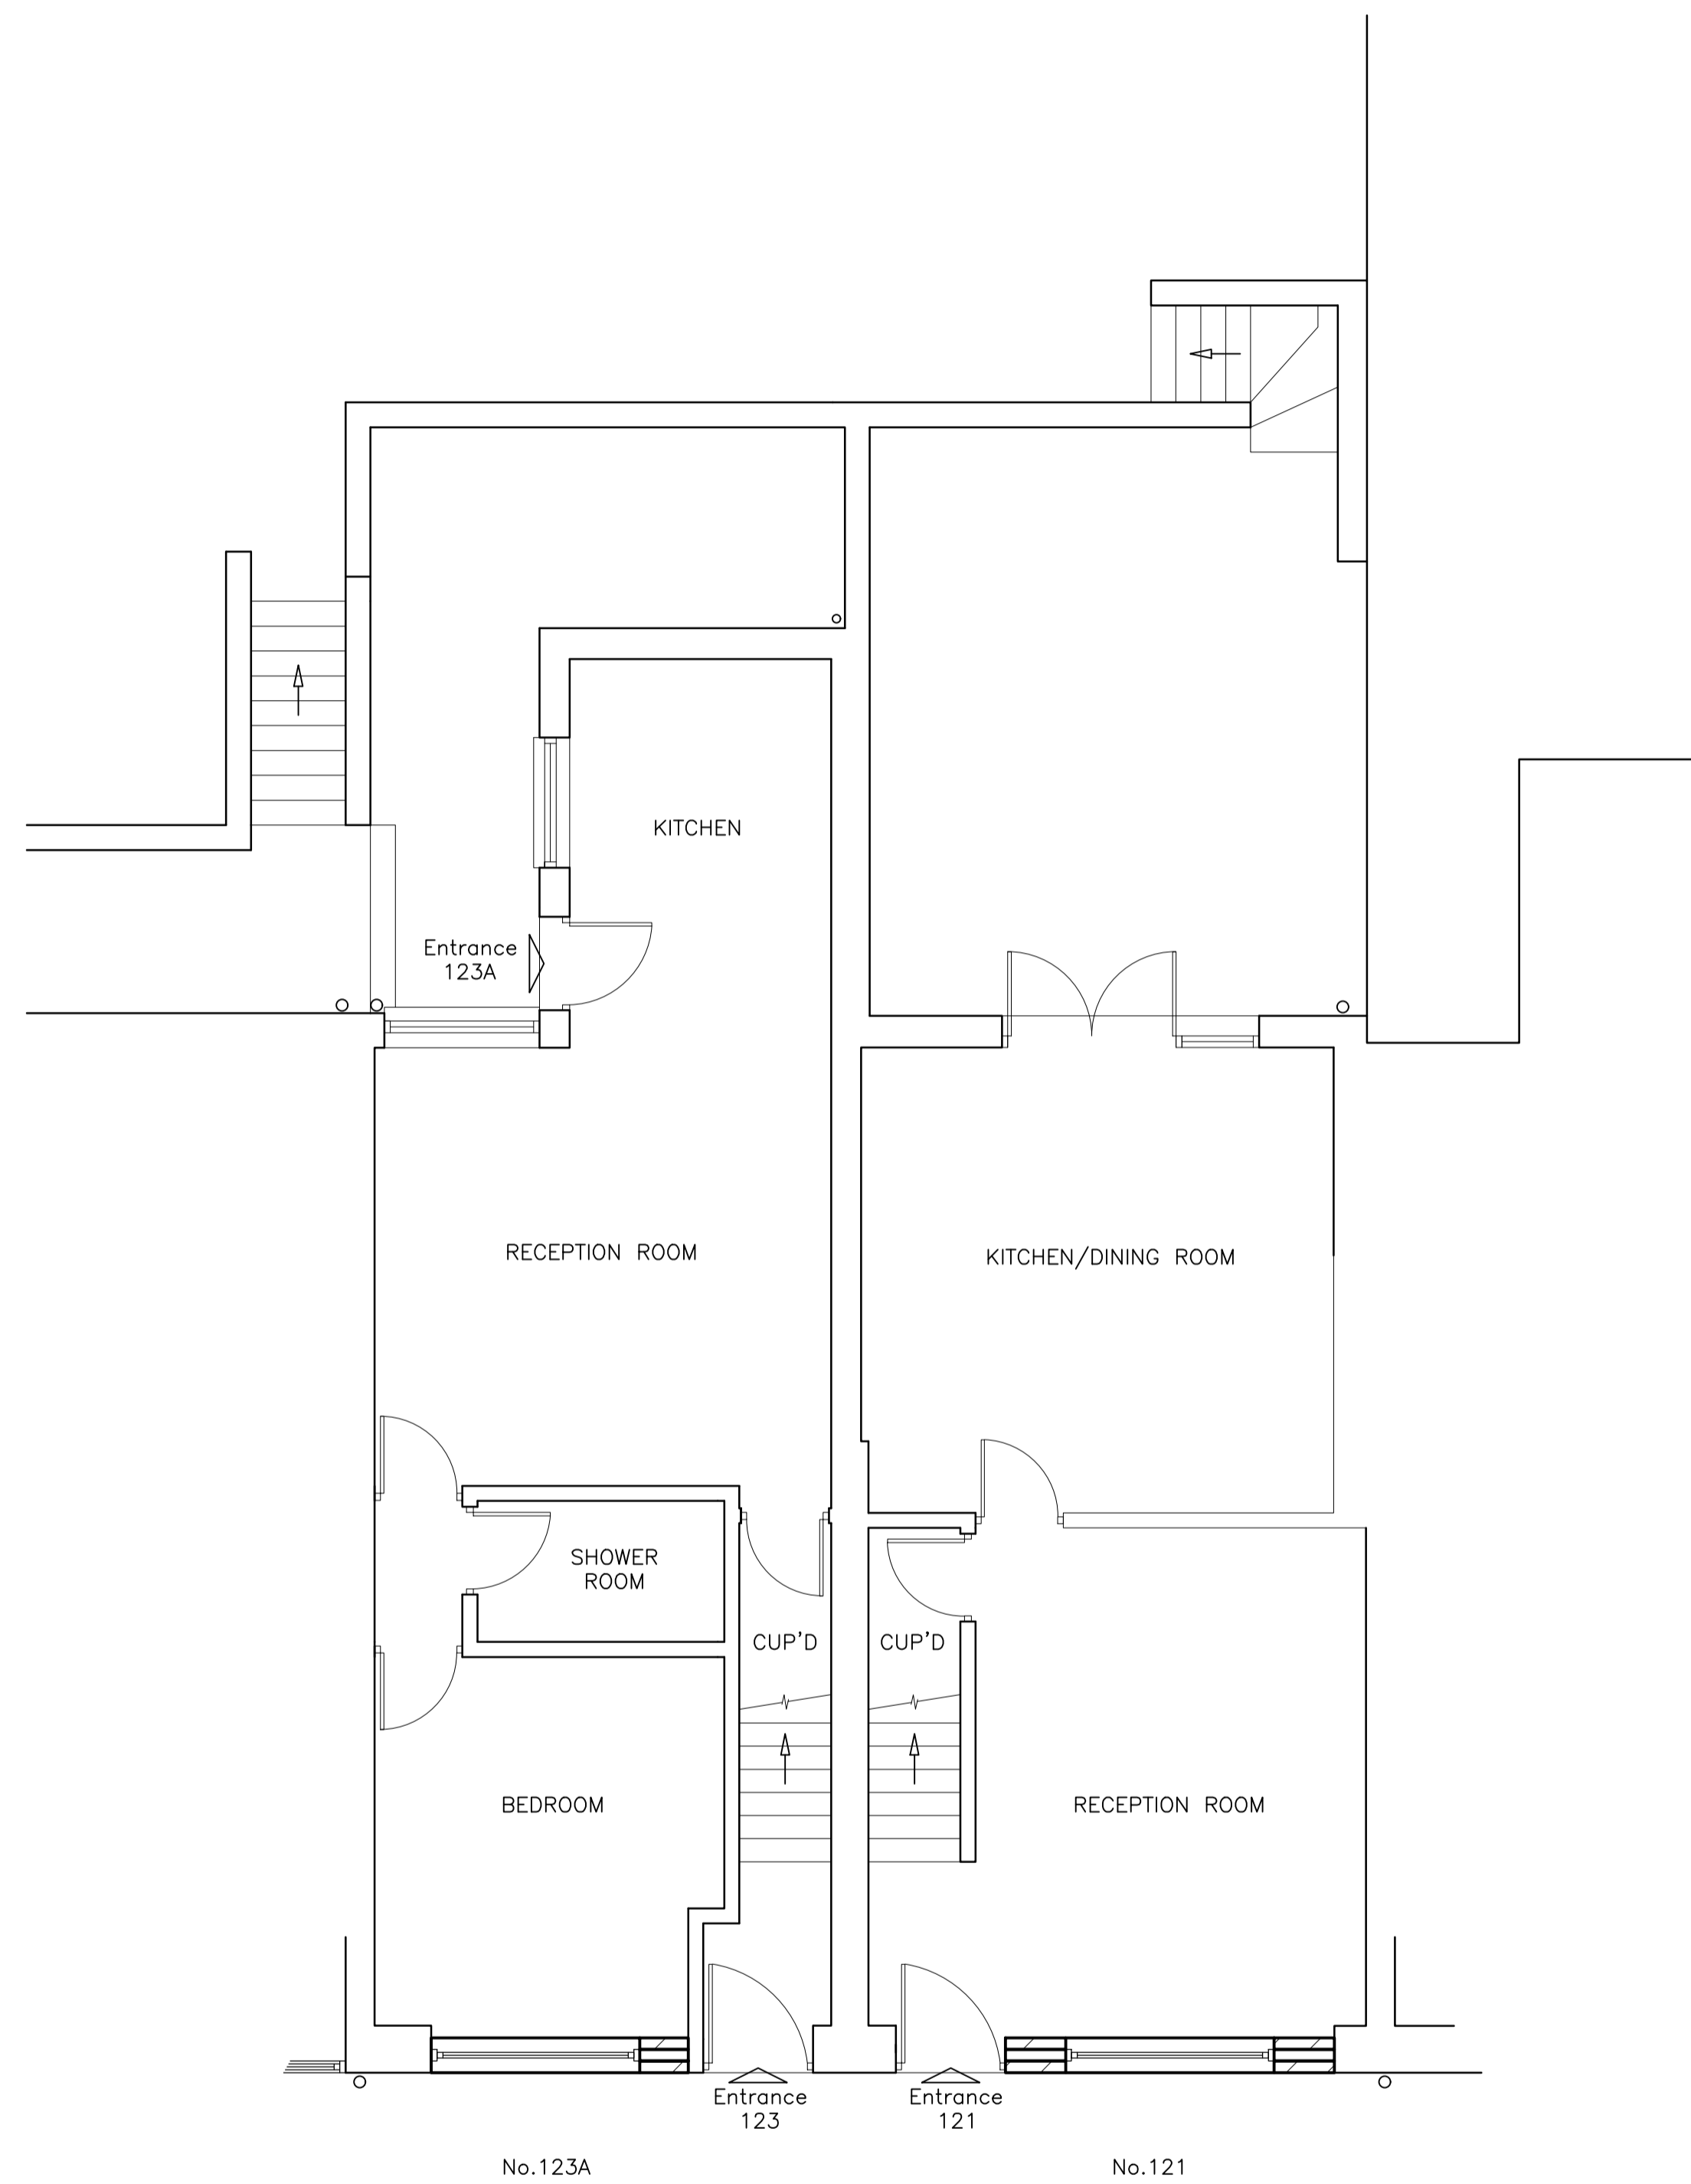 KITCHEN
Entrance
123A
RECEPTION ROOM
KITCHEN/DINING ROOM
SHOWER
ROOM
CUP'D
CUP'D
BEDROOM
RECEPTION ROOM
Entrance
123
Entrance
121
No.123A
No.121